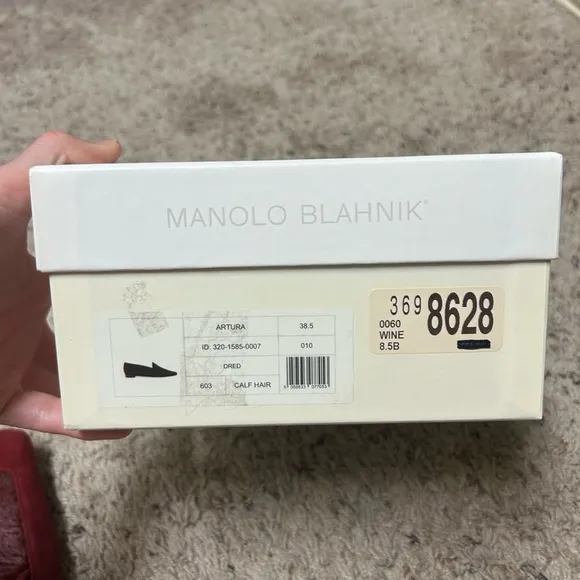 MANOLO BLAHNIK®
ARTURA 38.5
ID: 320-1585-0007 010
DRED
603 CALF HAIR
369 8628
0060
WINE
8.5B